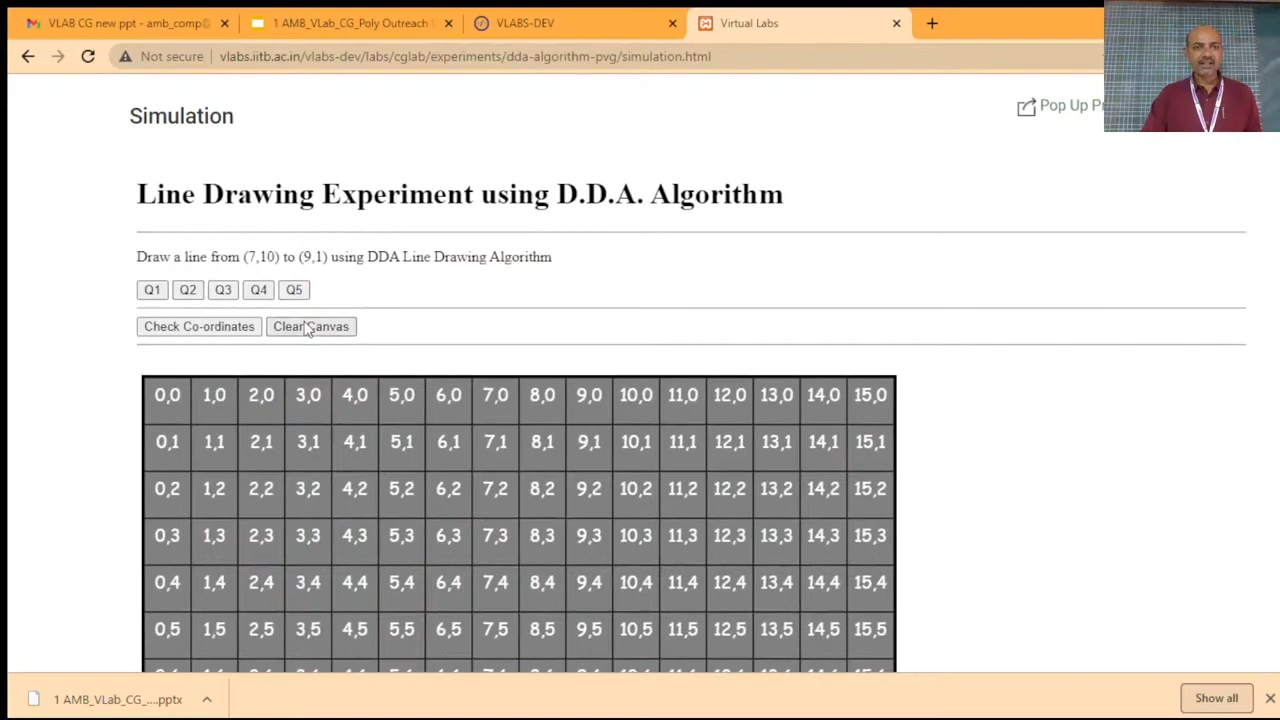 VLAB CG new ppt - amb_comp@
1 AMB_VLab_CG_Poly Outreach
VLABS-DEV
Virtual Labs
Not secure
vlabs.iitb.ac.in/vlabs-dev/labs/cglab/experiments/dda-algorithm-pvg/simulation.html
Simulation
Pop Up
Line Drawing Experiment using D.D.A. Algorithm
Draw a line from (7,10) to (9,1) using DDA Line Drawing Algorithm
Q1 Q2 Q3 Q4 Q5
Check Co-ordinates Clear Canvas
0,0 1,0 2,0 3,0 4,0 5,0 6,0 7,0 8,0 9,0 10,0 11,0 12,0 13,0 14,0 15,0
0,1 1,1 2,1 3,1 4,1 5,1 6,1 7,1 8,1 9,1 10,1 11,1 12,1 13,1 14,1 15,1
0,2 1,2 2,2 3,2 4,2 5,2 6,2 7,2 8,2 9,2 10,2 11,2 12,2 13,2 14,2 15,2
0,3 1,3 2,3 3,3 4,3 5,3 6,3 7,3 8,3 9,3 10,3 11,3 12,3 13,3 14,3 15,3
0,4 1,4 2,4 3,4 4,4 5,4 6,4 7,4 8,4 9,4 10,4 11,4 12,4 13,4 14,4 15,4
0,5 1,5 2,5 3,5 4,5 5,5 6,5 7,5 8,5 9,5 10,5 11,5 12,5 13,5 14,5 15,5
1 AMB_VLab_CG_....pptx
Show all